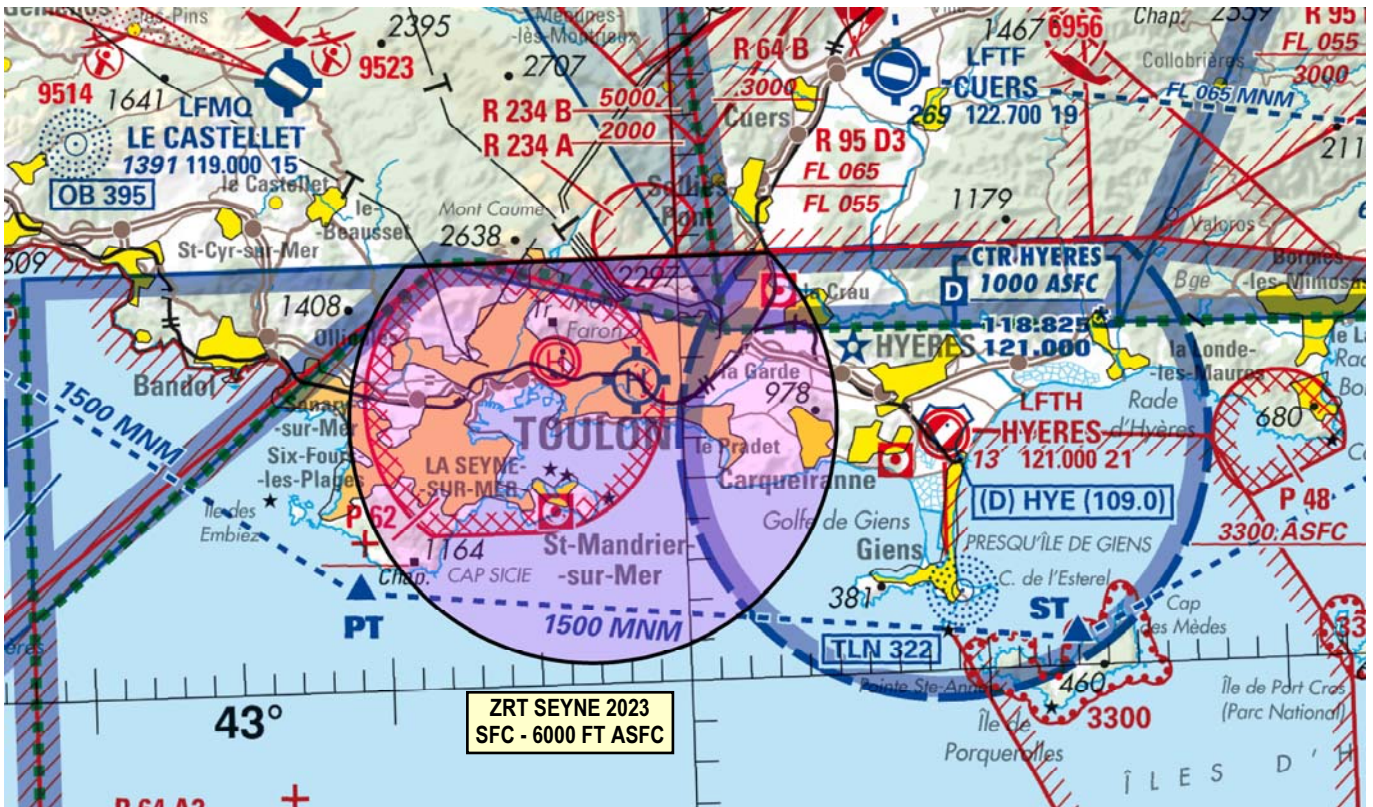 -les-Pins
2395
Méounes-
-lès-Montrieux
1467
6956
Chap.
2559
R 95
FL 055
3000
9523
2707
R 64 B
3000
LFTF
CUERS
269 122.700 19
Collobrières
FL 065 MNM
9514
1641
LFMQ
LE CASTELLET
1391 119.000 15
OB 395
R 234 B
5000
R 234 A
2000
Cuers
R 95 D3
FL 065
FL 055
211
le Castellet
le-
-Beausset
Mont Caume
2638
1179
Valcros
St-Cyr-sur-Mer
2297
CTR HYERES
1000 ASFC
D
118.825
121.000
Bge
Bormes
-les-Mimosas
509
1408
Ollioules
Tr
Faron
H
la Crau
HYERES
la Londe-
-les-Maures
Bandol
1500 MNM
Sanary-
-sur-Mer
Six-Fours
-les-Plages
TOULON
la Garde
978
le Pradet
Carqueiranne
LFTH
HYERES
13 121.000 21
Rade
d'Hyères
680
LA SEYNE-
-SUR-MER
(D) HYE (109.0)
P 48
3300 ASFC
Île des
Embiez
P 62
1164
Chap.
CAP SICIE
St-Mandrier-
-sur-Mer
Golfe de Giens
Giens
PRESQU'ÎLE DE GIENS
C. de l'Esterel
381
PT
1500 MNM
TLN 322
ST
Cap
des Mèdes
Pointe Ste-Anne
460
3300
Île de
Porquerolles
Île de Port Cros
(Parc National)
43°
ZRT SEYNE 2023
SFC - 6000 FT ASFC
ÎLES D'H
R 64 A2